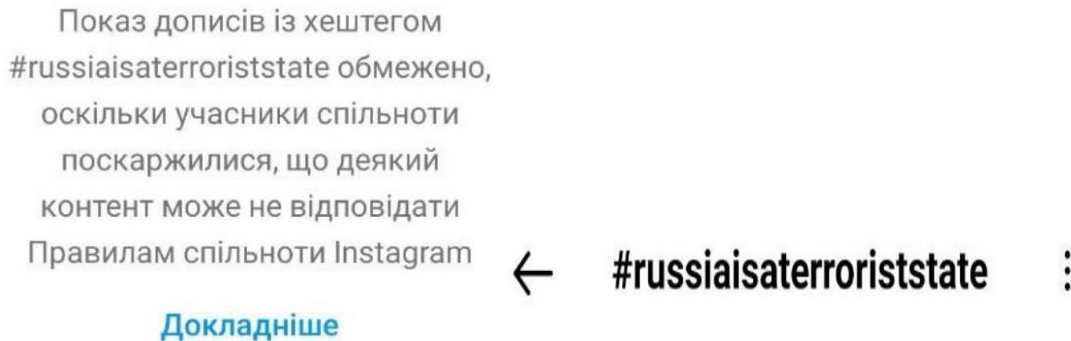 Показ дописів із хештегом
#russiaisaterroriststate обмежено,
оскільки учасники спільноти
поскаржилися, що деякий
контент може не відповідати
Правилам спільноти Instagram
Докладніше
#russiaisaterroriststate